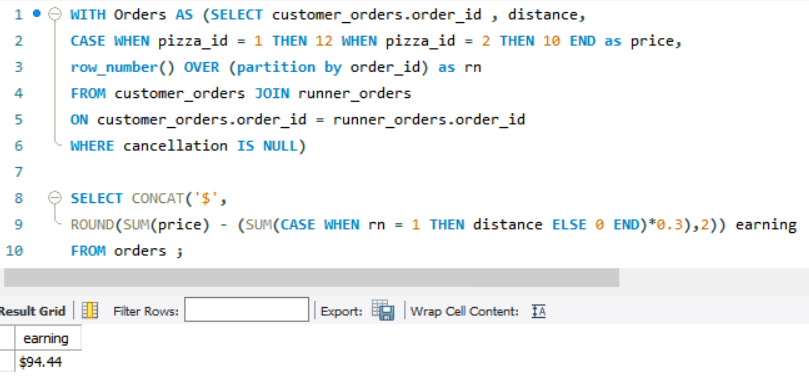 1 WITH Orders AS (SELECT customer_orders.order_id , distance,
2 CASE WHEN pizza_id = 1 THEN 12 WHEN pizza_id = 2 THEN 10 END as price,
3 row_number() OVER (partition by order_id) as rn
4 FROM customer_orders JOIN runner_orders
5 ON customer_orders.order_id = runner_orders.order_id
6 WHERE cancellation IS NULL)
7
8 SELECT CONCAT('$',
9 ROUND(SUM(price) - (SUM(CASE WHEN rn = 1 THEN distance ELSE 0 END)*0.3),2)) earning
10 FROM orders ;
Result Grid Filter Rows: Export: Wrap Cell Content:
earning
$94.44